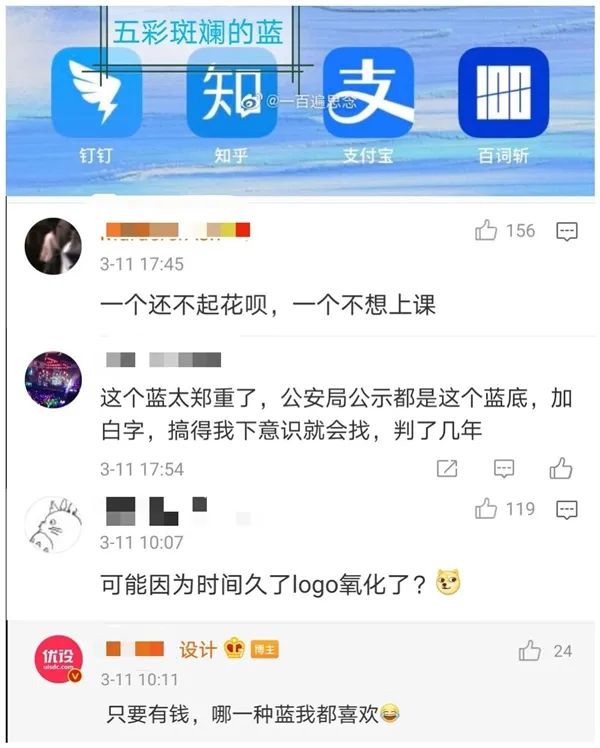 五彩斑斓的蓝
知
支
100
@一百遍思念
钉钉
知乎
支付宝
百词斩
156
3-11 17:45
一个还不起花呗，一个不想上课
这个蓝太郑重了，公安局公示都是这个蓝底，加
白字，搞得我下意识就会找，判了几年
3-11 17:54
119
3-11 10:07
可能因为时间久了logo氧化了？
优设
uisdc.com
设计
博主
24
3-11 10:11
只要有钱，哪一种蓝我都喜欢